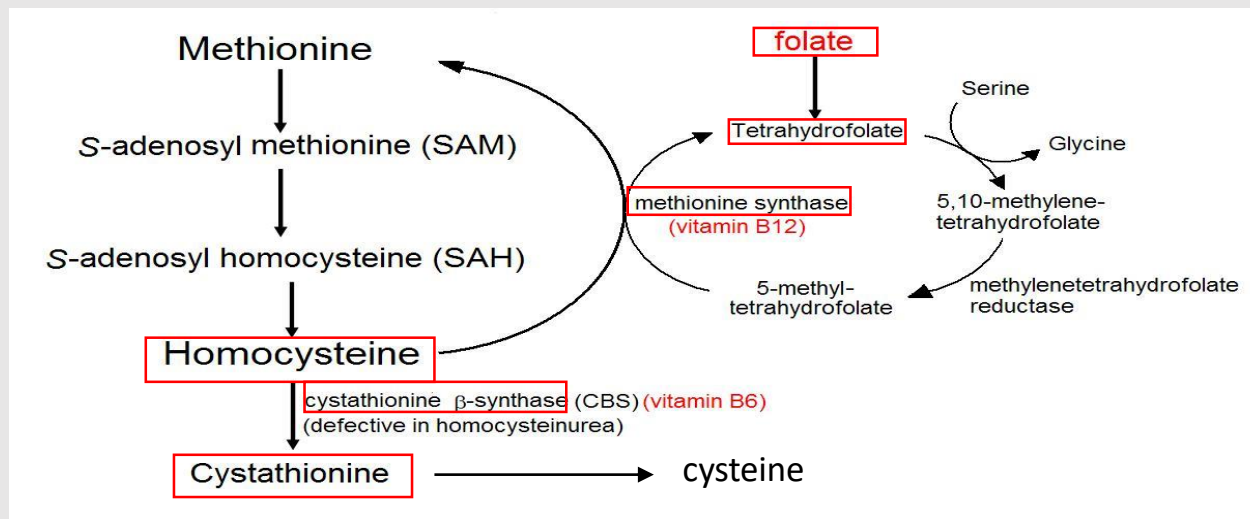 Methionine
S-adenosyl methionine (SAM)
S-adenosyl homocysteine (SAH)
Homocysteine
cystathionine β-synthase (CBS) (vitamin B6)
(defective in homocysteinurea)
Cystathionine
cysteine
folate
Tetrahydrofolate
Serine
Glycine
methionine synthase
(vitamin B12)
5,10-methylene-
tetrahydrofolate
5-methyl-
tetrahydrofolate
methylenetetrahydrofolate
reductase